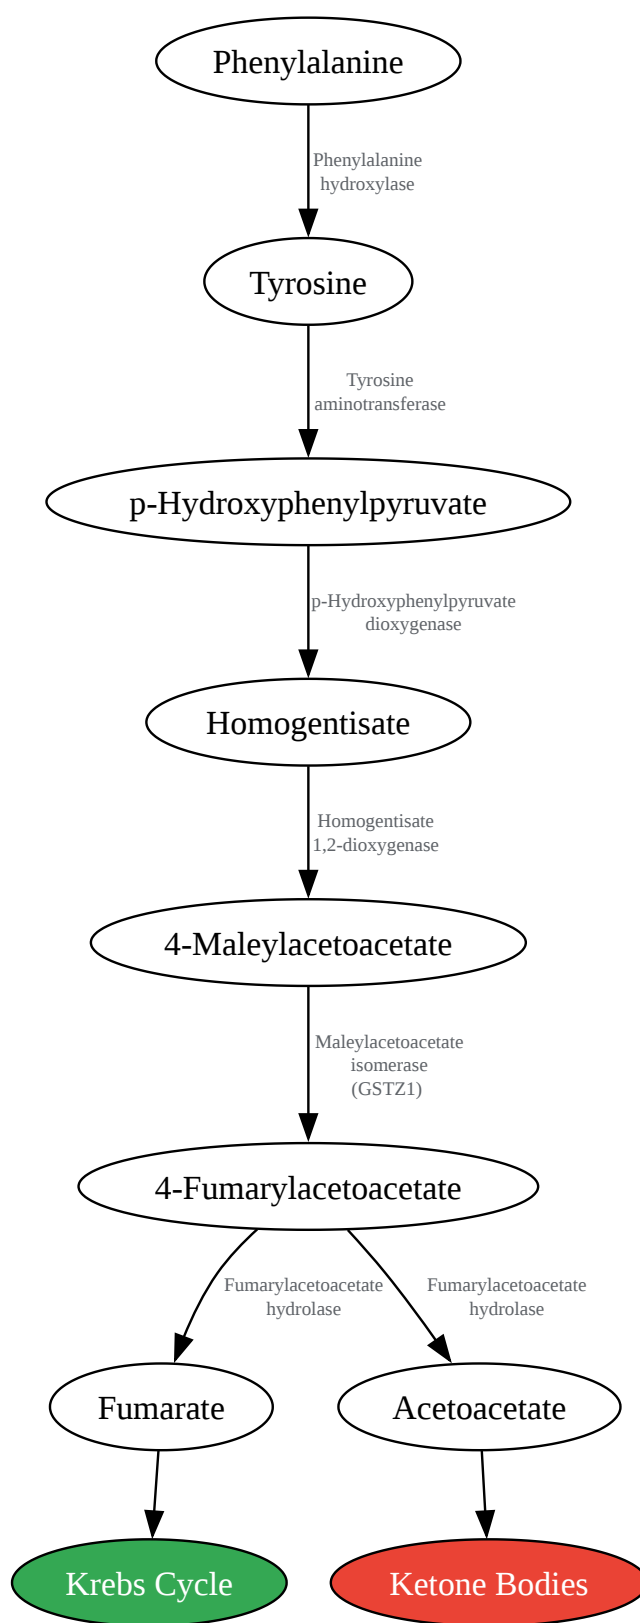 Phenylalanine
Phenylalanine
hydroxylase
Tyrosine
Tyrosine
aminotransferase
p-Hydroxyphenylpyruvate
p-Hydroxyphenylpyruvate
dioxygenase
Homogentisate
Homogentisate
1,2-dioxygenase
4-Maleylacetoacetate
Maleylacetoacetate
isomerase
(GSTZ1)
4-Fumarylacetoacetate
Fumarylacetoacetate
hydrolase
Fumarylacetoacetate
hydrolase
Fumarate
Acetoacetate
Krebs Cycle
Ketone Bodies